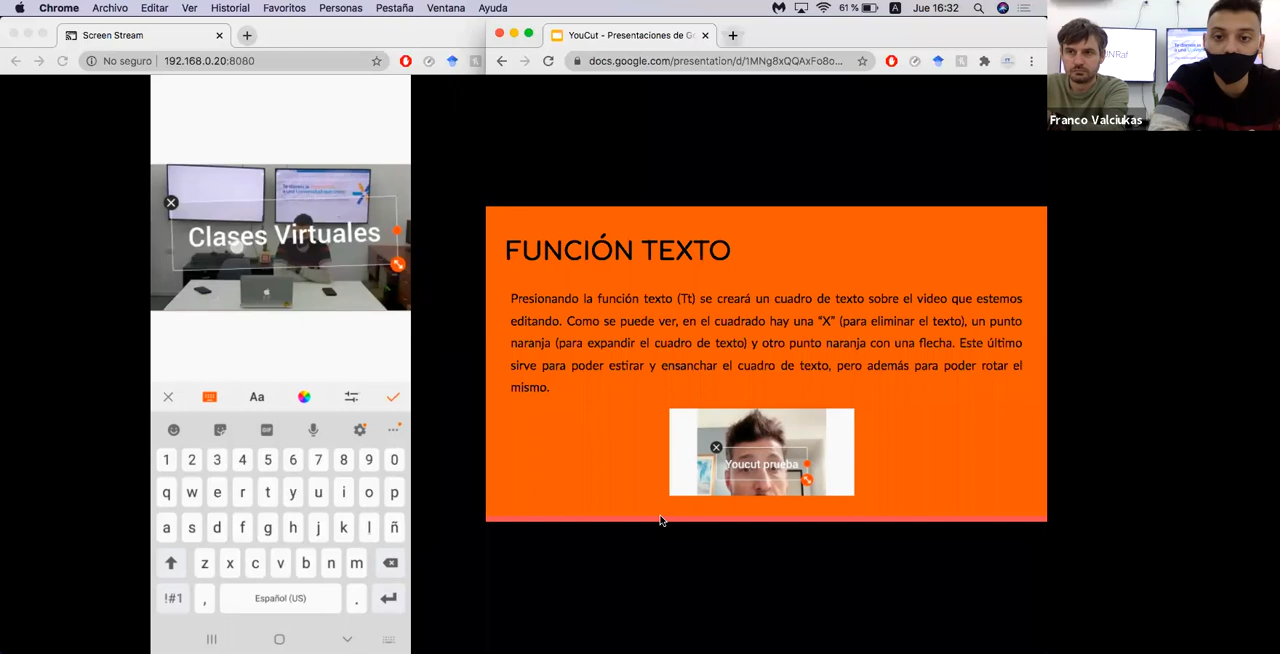 Chrome Archivo Editar Ver Historial Favoritos Personas Pestaña Ventana Ayuda 61 % A Jue 16:32
Screen Stream
No seguro 192.168.0.20:8080
YouCut - Presentaciones de G
docs.google.com/presentation/d/1MNg8xQQAxFo8o...
Franco Valciukas
Clases Virtuales
Aa
GIF
1 2 3 4 5 6 7 8 9 0
q w e r t y u i o p
a s d f g h j k l ñ
z x c v b n m
!#1 , Español (US) .
FUNCIÓN TEXTO
Presionando la función texto (Tt) se creará un cuadro de texto sobre el video que estemos
editando. Como se puede ver, en el cuadrado hay una “X” (para eliminar el texto), un punto
naranja (para expandir el cuadro de texto) y otro punto naranja con una flecha. Este último
sirve para poder estirar y ensanchar el cuadro de texto, pero además para poder rotar el
mismo.
Youcut prueba